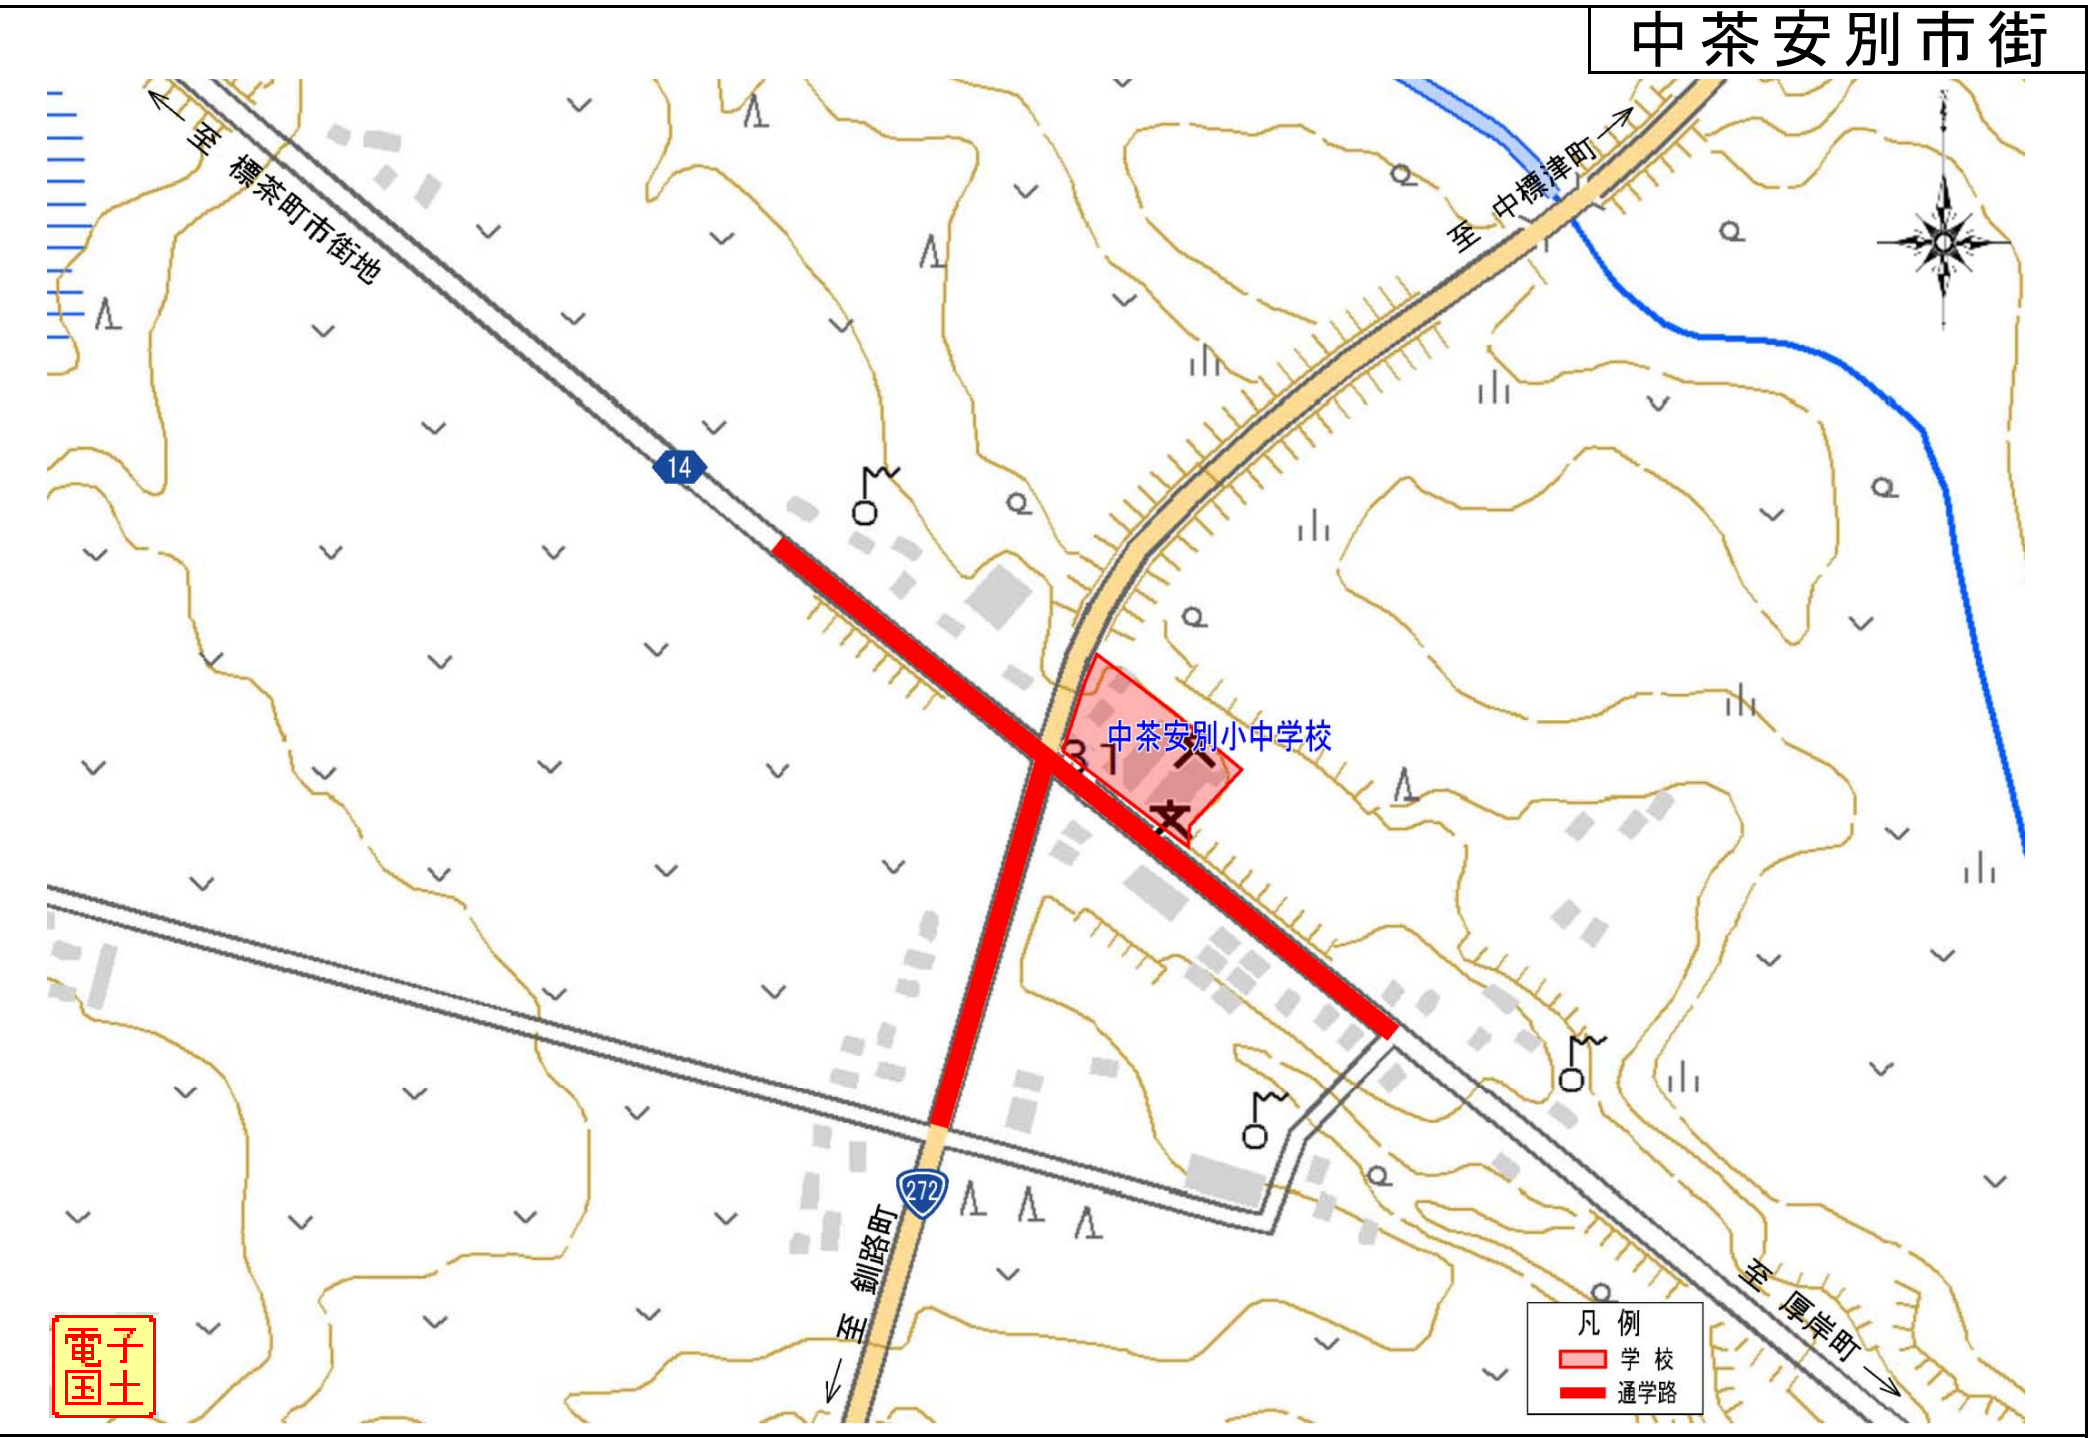 中茶安別市街
← 至 標茶町市街地
至 中標津町 →
14
中茶安別小中学校
31
文
272
← 至 釧路町
至 厚岸町 →
凡 例
学 校
通学路
電子
国土